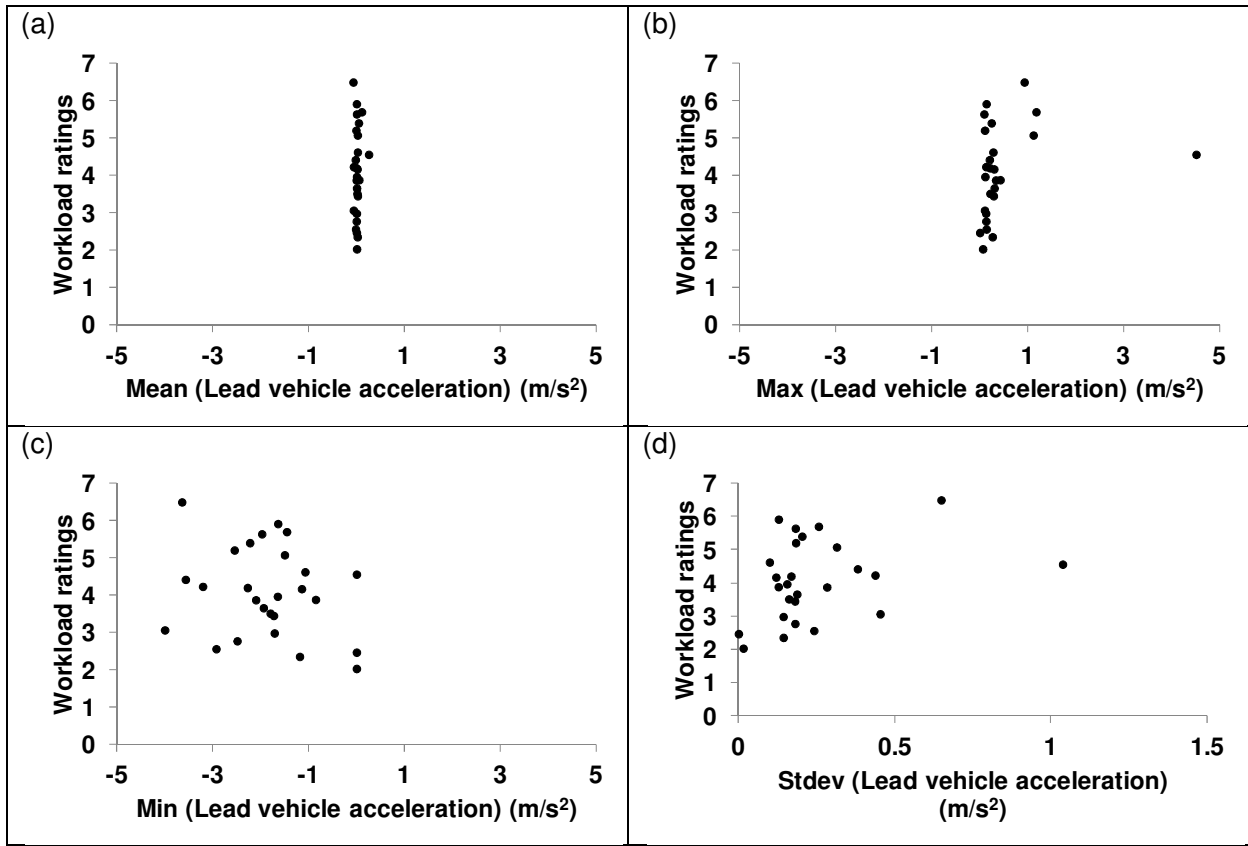 (a)
7
6
5
4
3
2
1
0
Workload ratings
-5 -3 -1 1 3 5
Mean (Lead vehicle acceleration) (m/s²)
(b)
7
6
5
4
3
2
1
0
Workload ratings
-5 -3 -1 1 3 5
Max (Lead vehicle acceleration) (m/s²)
(c)
7
6
5
4
3
2
1
0
Workload ratings
-5 -3 -1 1 3 5
Min (Lead vehicle acceleration) (m/s²)
(d)
7
6
5
4
3
2
1
0
Workload ratings
0 0.5 1 1.5
Stdev (Lead vehicle acceleration)
(m/s²)